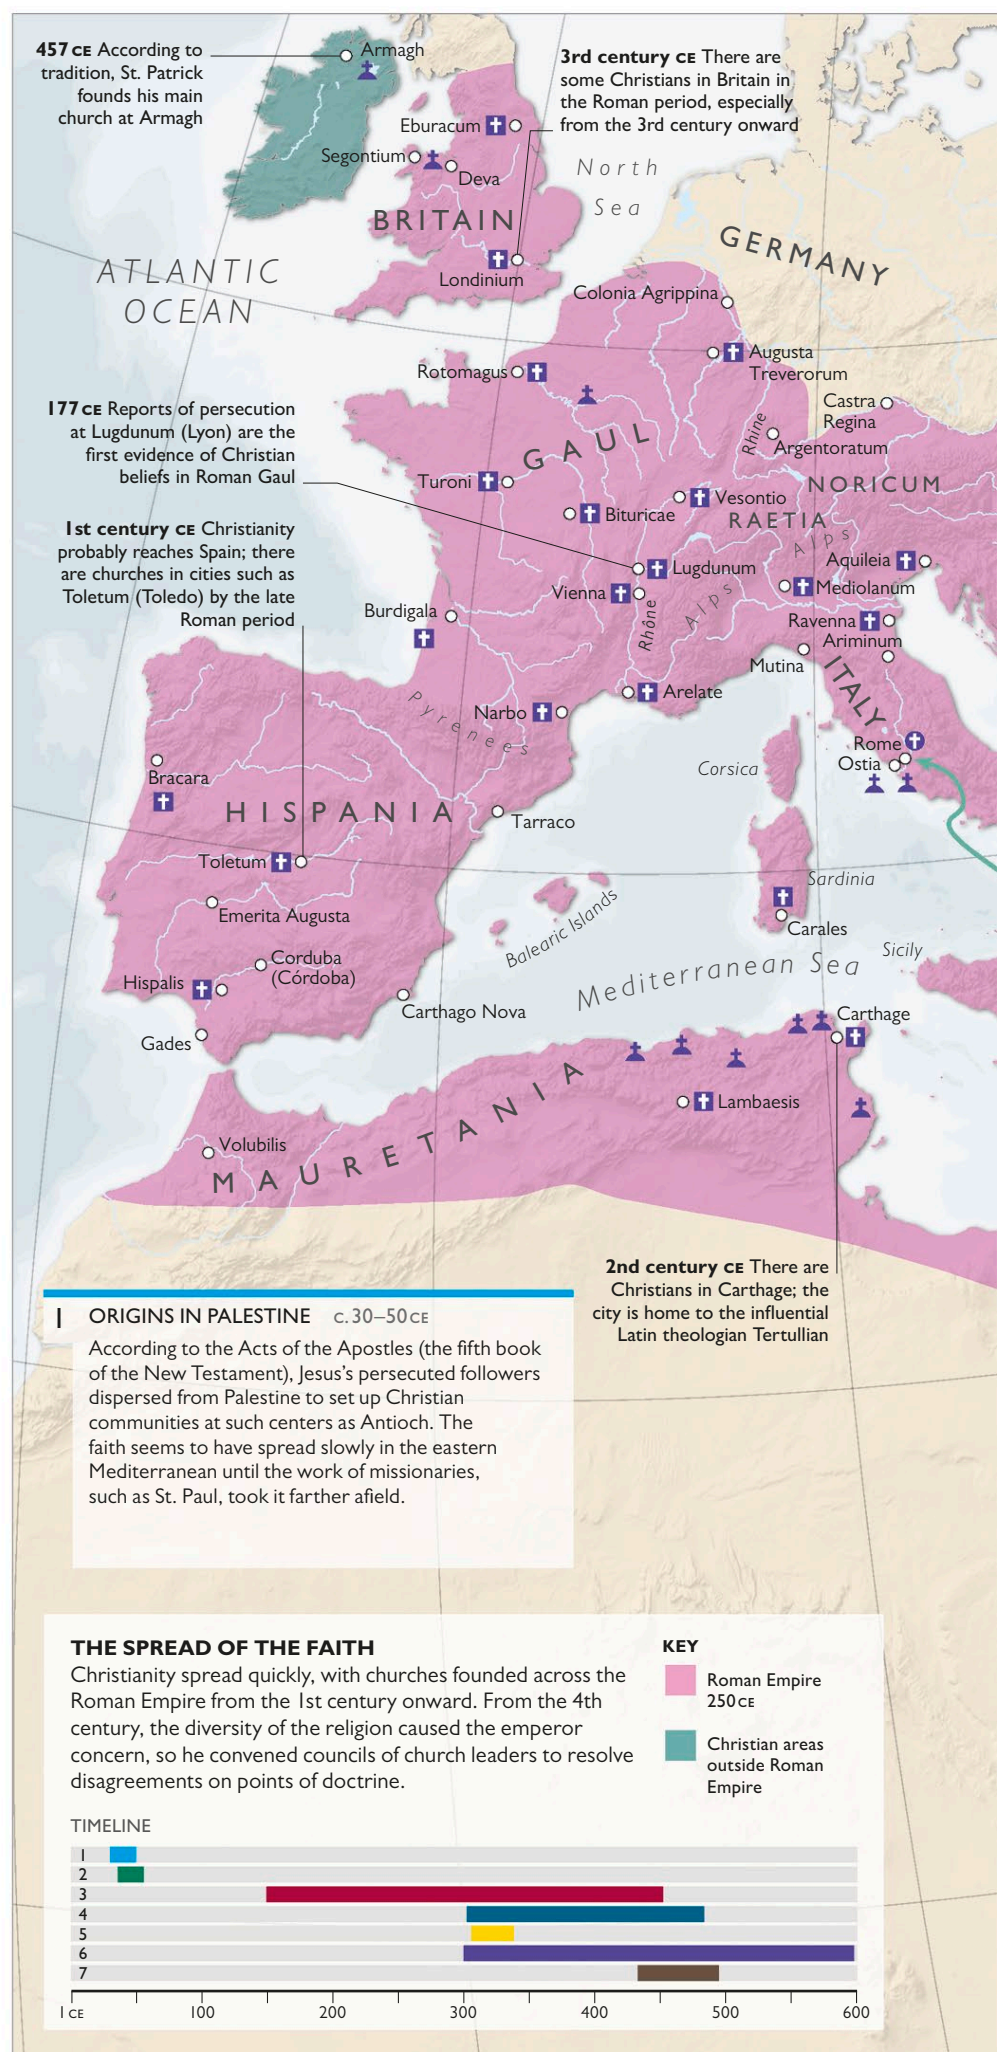 457 CE According to
tradition, St. Patrick
founds his main
church at Armagh
Armagh
3rd century CE There are
some Christians in Britain in
the Roman period, especially
from the 3rd century onward
Eburacum
Segontium
Deva
North
Sea
BRITAIN
GERMANY
ATLANTIC
OCEAN
Londinium
Colonia Agrippina
Augusta
Treverorum
Rotomagus
Castra
Regina
177 CE Reports of persecution
at Lugdunum (Lyon) are the
first evidence of Christian
beliefs in Roman Gaul
GAUL
Rhine
Argentoratum
Turoni
NORICUM
Vesontio
Bituricae
RAETIA
Alps
1st century CE Christianity
probably reaches Spain; there
are churches in cities such as
Toletum (Toledo) by the late
Roman period
Aquileia
Lugdunum
Mediolanum
Vienna
Alps
Rhône
Burdigala
Ravenna
Ariminum
Mutina
ITALY
Arelate
Pyrenees
Narbo
Rome
Ostia
Corsica
Bracara
HISPANIA
Tarraco
Toletum
Sardinia
Emerita Augusta
Balearic Islands
Carales
Sicily
Mediterranean Sea
Corduba
(Córdoba)
Hispalis
Carthago Nova
Carthage
Gades
MAURETANIA
Lambaesis
Volubilis
2nd century CE There are
Christians in Carthage; the
city is home to the influential
Latin theologian Tertullian
1 ORIGINS IN PALESTINE C. 30–50 CE
According to the Acts of the Apostles (the fifth book
of the New Testament), Jesus's persecuted followers
dispersed from Palestine to set up Christian
communities at such centers as Antioch. The
faith seems to have spread slowly in the eastern
Mediterranean until the work of missionaries,
such as St. Paul, took it farther afield.
THE SPREAD OF THE FAITH
Christianity spread quickly, with churches founded across the
Roman Empire from the 1st century onward. From the 4th
century, the diversity of the religion caused the emperor
concern, so he convened councils of church leaders to resolve
disagreements on points of doctrine.
KEY
Roman Empire
250 CE
Christian areas
outside Roman
Empire
TIMELINE
1
2
3
4
5
6
7
1 CE 100 200 300 400 500 600